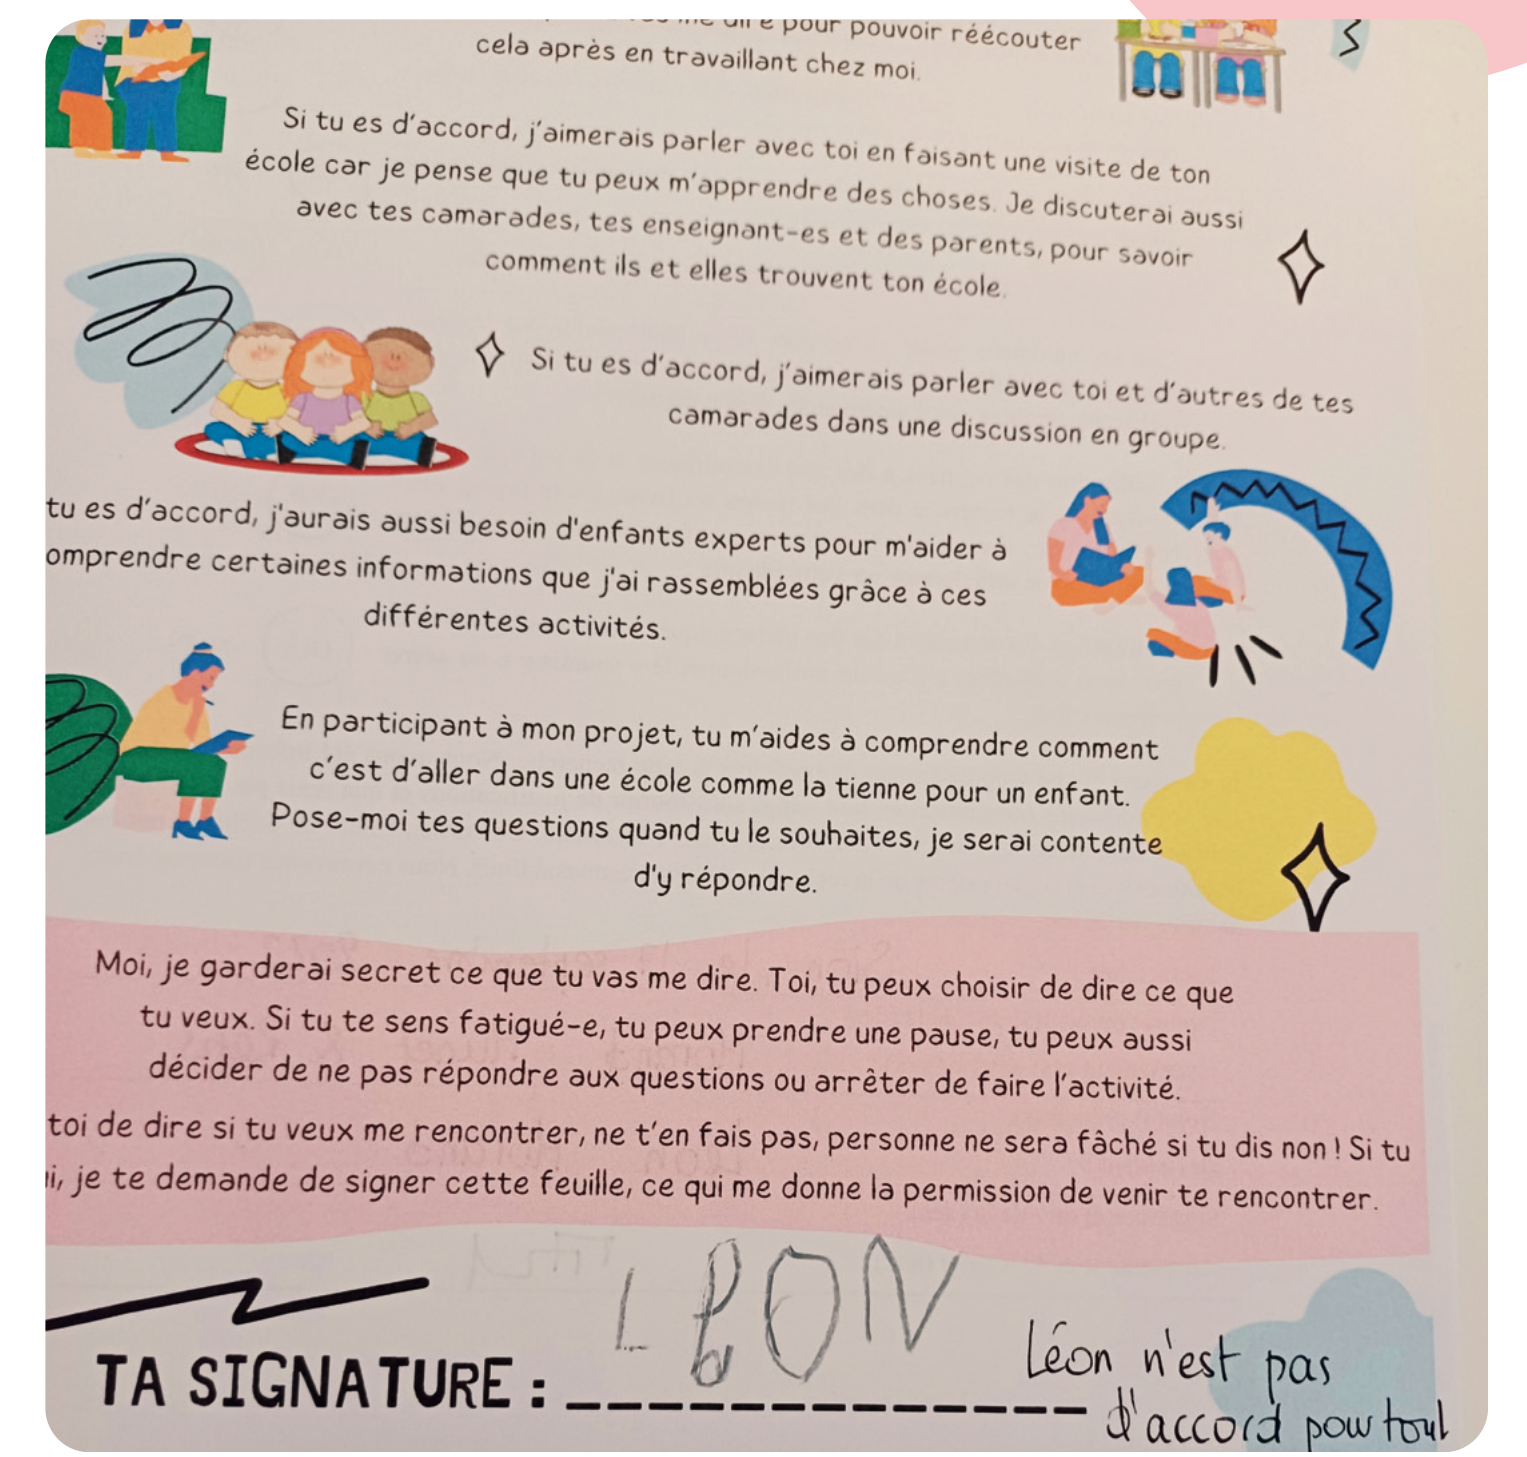 pour pouvoir réécouter
cela après en travaillant chez moi.
Si tu es d'accord, j'aimerais parler avec toi en faisant une visite de ton
école car je pense que tu peux m'apprendre des choses. Je discuterai aussi
avec tes camarades, tes enseignant-es et des parents, pour savoir
comment ils et elles trouvent ton école.
Si tu es d'accord, j'aimerais parler avec toi et d'autres de tes
camarades dans une discussion en groupe.
tu es d'accord, j'aurais aussi besoin d'enfants experts pour m'aider à
omprendre certaines informations que j'ai rassemblées grâce à ces
différentes activités.
En participant à mon projet, tu m'aides à comprendre comment
c'est d'aller dans une école comme la tienne pour un enfant.
Pose-moi tes questions quand tu le souhaites, je serai contente
d'y répondre.
Moi, je garderai secret ce que tu vas me dire. Toi, tu peux choisir de dire ce que
tu veux. Si tu te sens fatigué-e, tu peux prendre une pause, tu peux aussi
décider de ne pas répondre aux questions ou arrêter de faire l'activité.
toi de dire si tu veux me rencontrer, ne t'en fais pas, personne ne sera fâché si tu dis non ! Si tu
i, je te demande de signer cette feuille, ce qui me donne la permission de venir te rencontrer.
LEON
TA SIGNATURE :
Léon n'est pas
d'accord pour tout